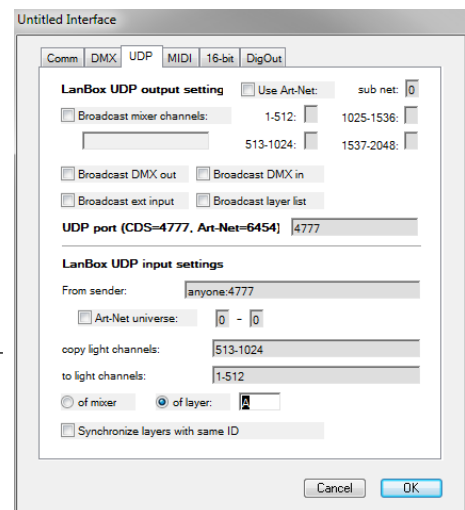 Untitled Interface
Comm DMX UDP MIDI 16-bit DigOut
LanBox UDP output setting Use Art-Net: sub net: 0
Broadcast mixer channels: 1-512: 1025-1536:
513-1024: 1537-2048:
Broadcast DMX out Broadcast DMX in
Broadcast ext input Broadcast layer list
UDP port (CDS=4777, Art-Net=6454) 4777
LanBox UDP input settings
From sender: anyone:4777
Art-Net universe: 0 - 0
copy light channels: 513-1024
to light channels: 1-512
of mixer of layer: A
Synchronize layers with same ID
Cancel OK